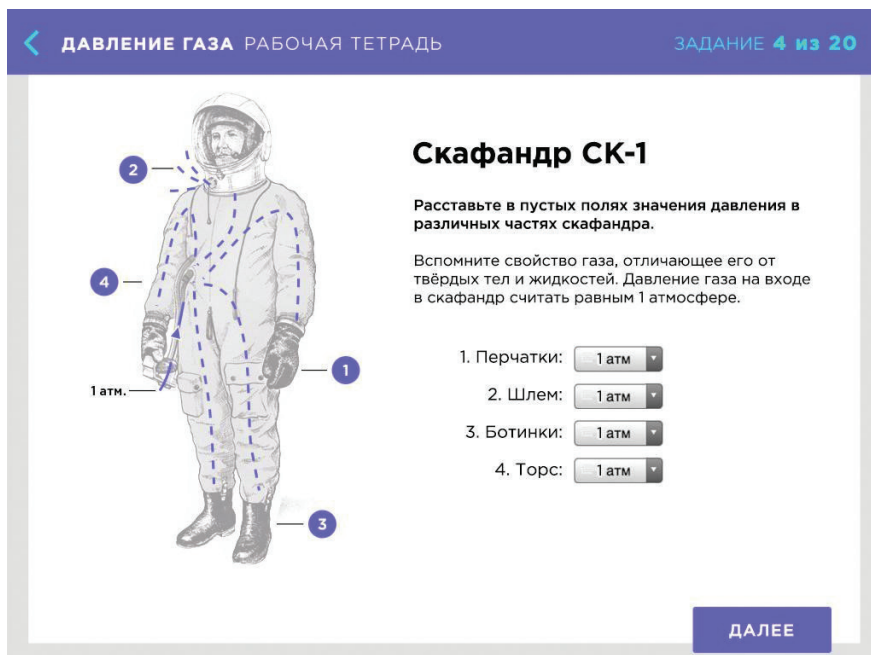 ДАВЛЕНИЕ ГАЗА РАБОЧАЯ ТЕТРАДЬ
ЗАДАНИЕ 4 из 20
Скафандр СК-1
Расставьте в пустых полях значения давления в
различных частях скафандра.
Вспомните свойство газа, отличающее его от
твёрдых тел и жидкостей. Давление газа на входе
в скафандр считать равным 1 атмосфере.
1. Перчатки: 1 атм
2. Шлем: 1 атм
3. Ботинки: 1 атм
4. Торс: 1 атм
2
4
1
1 атм.
3
ДАЛЕЕ